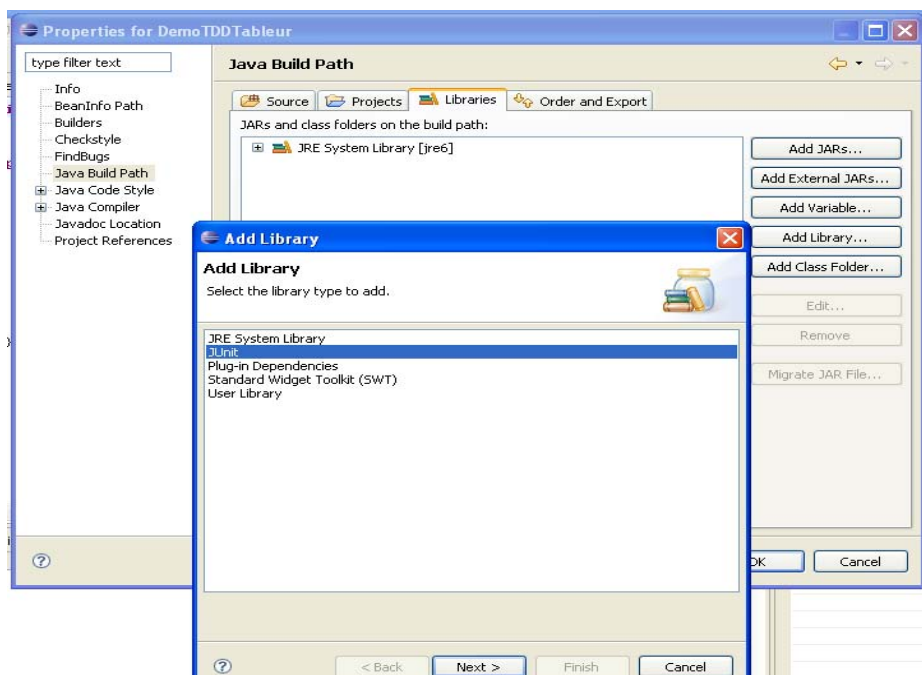 Properties for DemoTDDTableur
type filter text
Info
BeanInfo Path
Builders
Checkstyle
FindBugs
Java Build Path
Java Code Style
Java Compiler
Javadoc Location
Project References
Java Build Path
Source Projects Libraries Order and Export
JARs and class folders on the build path:
JRE System Library [jre6]
Add JARs...
Add External JARs...
Add Variable...
Add Library...
Add Class Folder...
Edit...
Remove
Migrate JAR File...
Cancel
Add Library
Add Library
Select the library type to add.
JRE System Library
JUnit
Plug-in Dependencies
Standard Widget Toolkit (SWT)
User Library
< Back Next > Finish Cancel